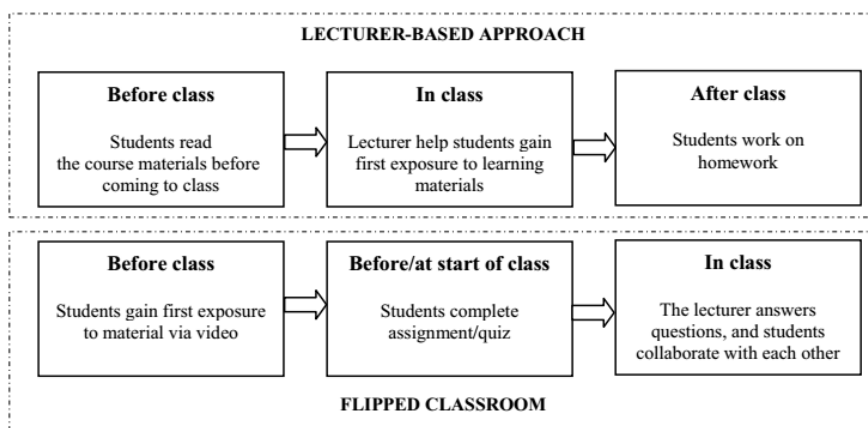 LECTURER-BASED APPROACH
Before class
Students read
the course materials before
coming to class
In class
Lecturer help students gain
first exposure to learning
materials
After class
Students work on
homework
Before class
Students gain first exposure
to material via video
Before/at start of class
Students complete
assignment/quiz
In class
The lecturer answers
questions, and students
collaborate with each other
FLIPPED CLASSROOM